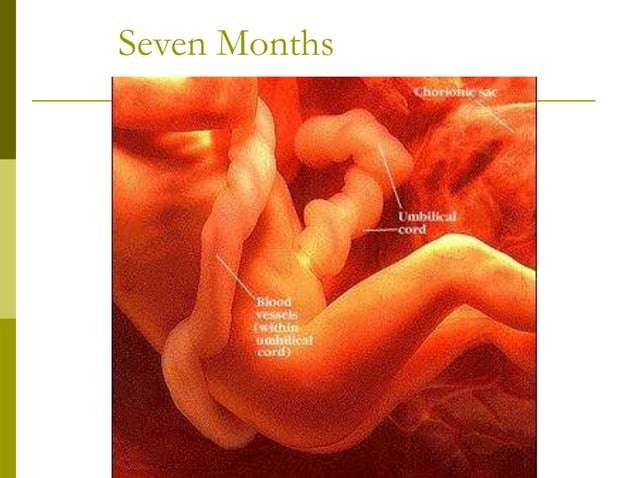 Seven Months
Chorionic sac
Umbilical
cord
Blood
vessels
(within
umbilical
cord)